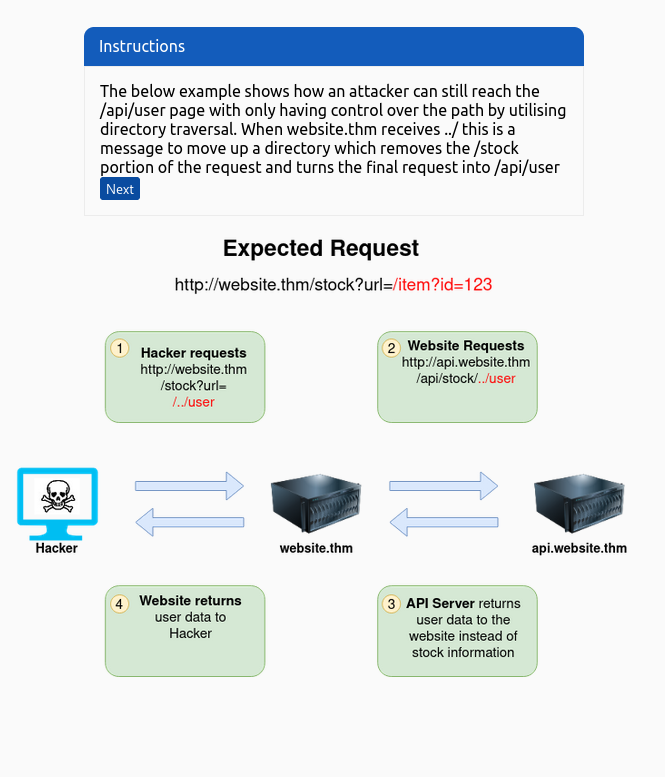 Instructions
The below example shows how an attacker can still reach the
/api/user page with only having control over the path by utilising
directory traversal. When website.thm receives ../ this is a
message to move up a directory which removes the /stock
portion of the request and turns the final request into /api/user
Next
Expected Request
http://website.thm/stock?url=/item?id=123
1
Hacker requests
http://website.thm
/stock?url=
/../user
2
Website Requests
http://api.website.thm
/api/stock/../user
Hacker
website.thm
api.website.thm
4
Website returns
user data to
Hacker
3
API Server returns
user data to the
website instead of
stock information